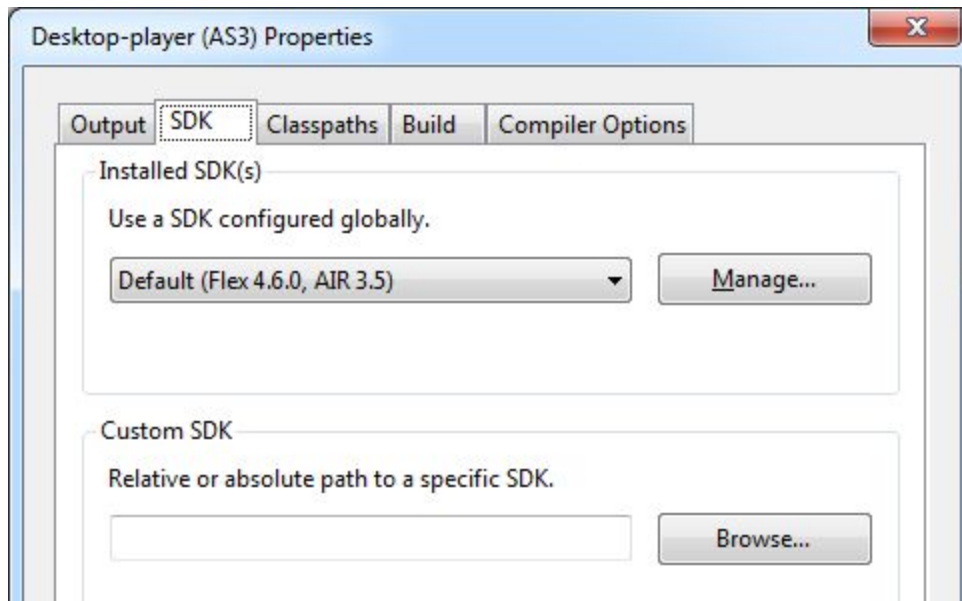 Desktop-player (AS3) Properties
Output SDK Classpaths Build Compiler Options
Installed SDK(s)
Use a SDK configured globally.
Default (Flex 4.6.0, AIR 3.5) Manage...
Custom SDK
Relative or absolute path to a specific SDK.
Browse...